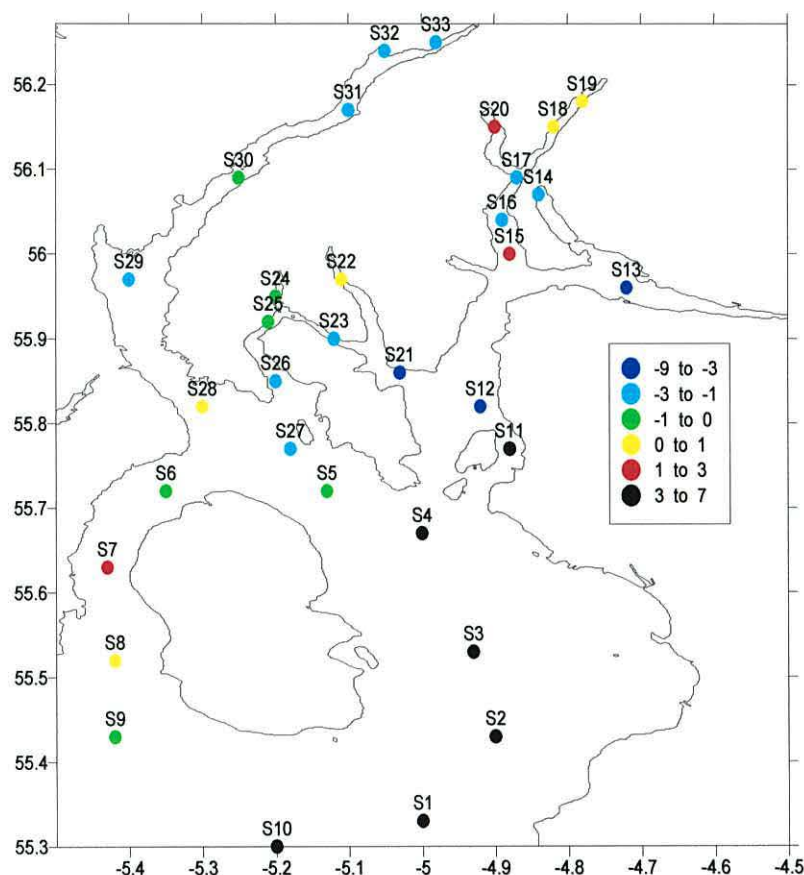 S32 S33
56.2
S19
S31 S20 S18
56.1
S30 S17 S14
S16
56
S15
S29 S22 S13
S24
S25
55.9
S23
S21
S26
S12
55.8
S28
S27 S11
-9 to -3
-3 to -1
-1 to 0
0 to 1
1 to 3
3 to 7
S6 S5
55.7
S4
S7
55.6
S3
S8
55.5
S9 S2
55.4
S1
S10
55.3
-5.4 -5.3 -5.2 -5.1 -5 -4.9 -4.8 -4.7 -4.6 -4.5